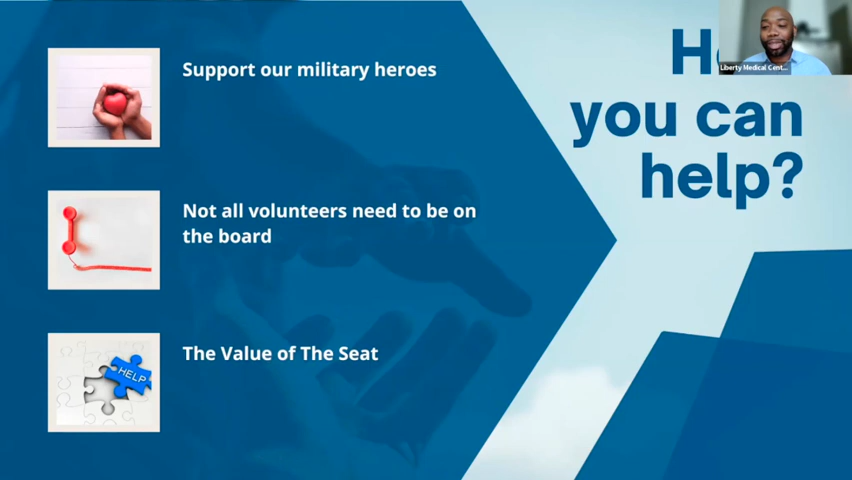 Support our military heroes
Not all volunteers need to be on
the board
HELP
The Value of The Seat
you can
help?
Liberty Medical Cent...